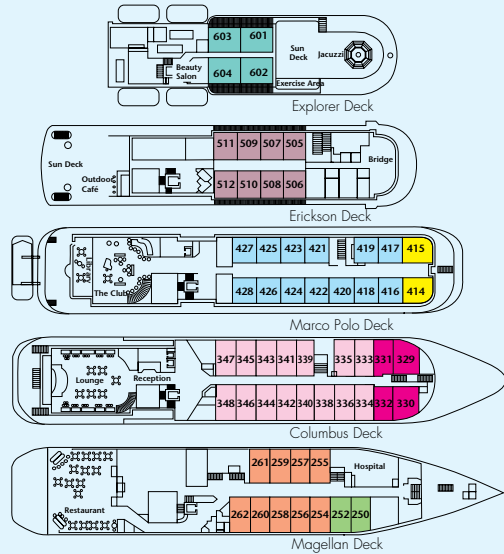 603 601
Sun Deck
Jacuzzi
Beauty Salon
604 602
Exercise Area
Explorer Deck
511 509 507 505
Sun Deck
Bridge
Outdoor Café
512 510 508 506
Erickson Deck
427 425 423 421 419 417 415
Library
The Club
428 426 424 422 420 418 416 414
Marco Polo Deck
347 345 343 341 339 335 333 331 329
Lounge
Reception
348 346 344 342 340 338 336 334 332 330
Columbus Deck
261 259 257 255
Hospital
Restaurant
262 260 258 256 254 252 250
Magellan Deck